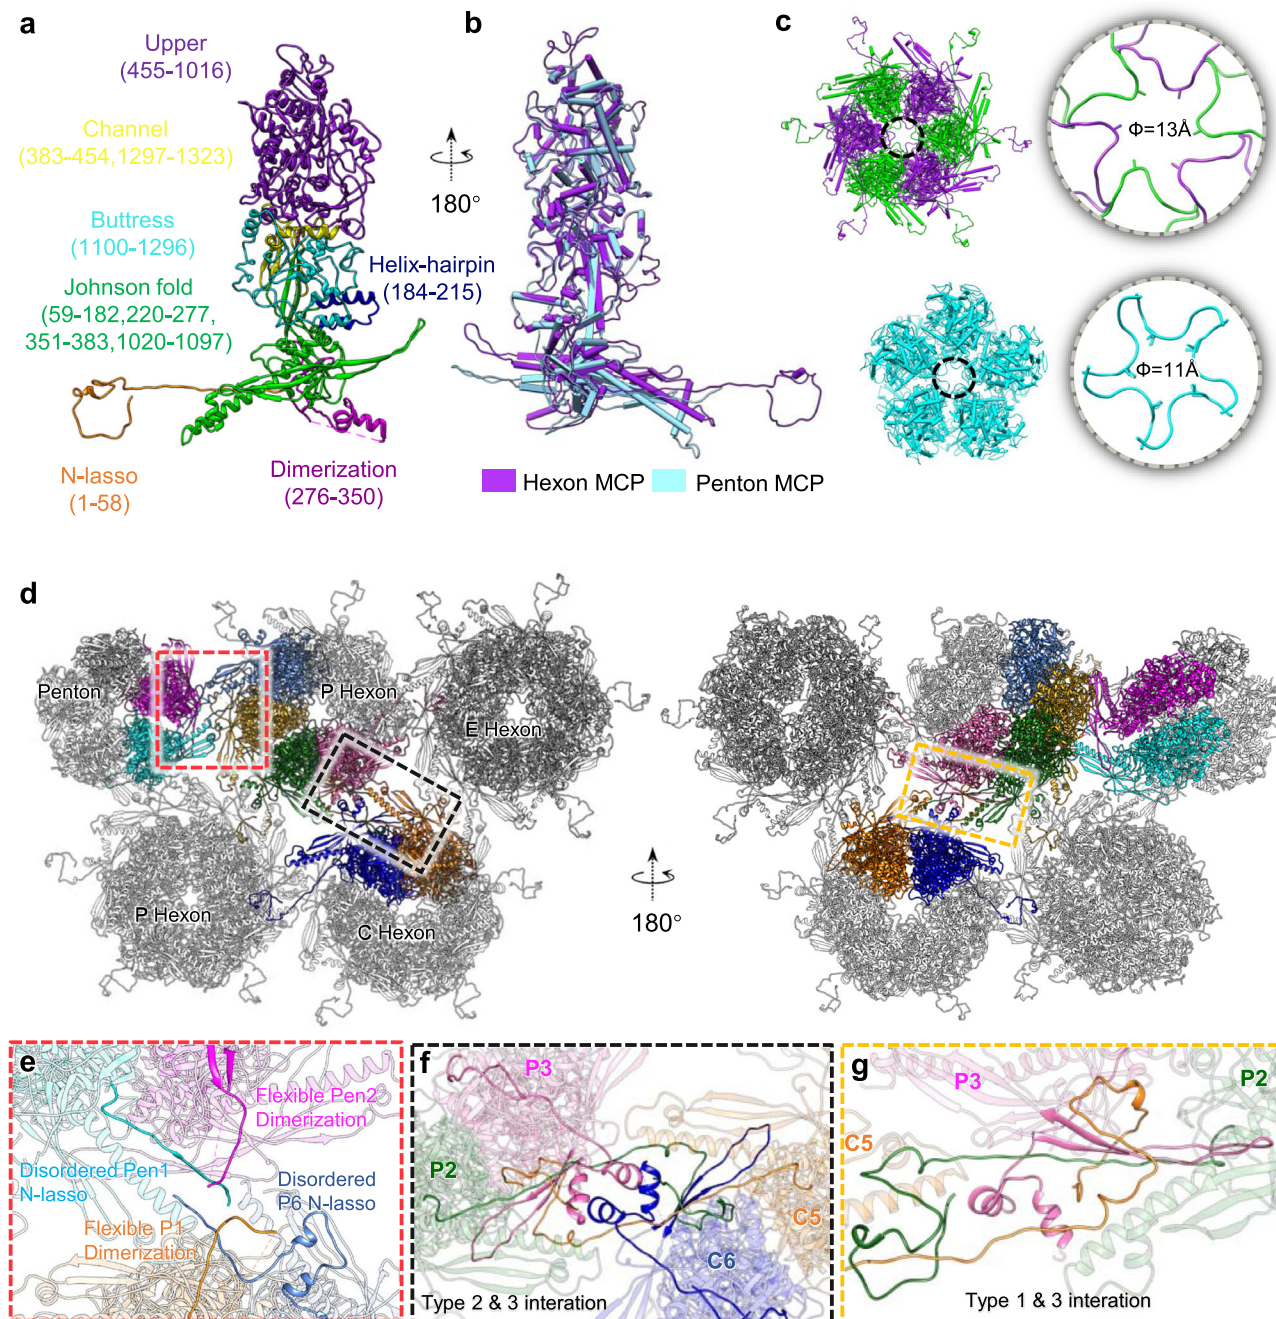 a
Upper
(455-1016)
Channel
(383-454,1297-1323)
Buttress
(1100-1296)
Johnson fold
(59-182,220-277,
351-383,1020-1097)
Helix-hairpin
(184-215)
N-lasso
(1-58)
Dimerization
(276-350)
180°
b
Hexon MCP
Penton MCP
c
Φ=13Å
Φ=11Å
d
Penton
P Hexon
E Hexon
P Hexon
C Hexon
180°
e
Flexible Pen2
Dimerization
Disordered Pen1
N-lasso
Disordered
P6 N-lasso
Flexible P1
Dimerization
f
P3
P2
C5
C6
Type 2 & 3 interation
g
P3
P2
C5
Type 1 & 3 interation